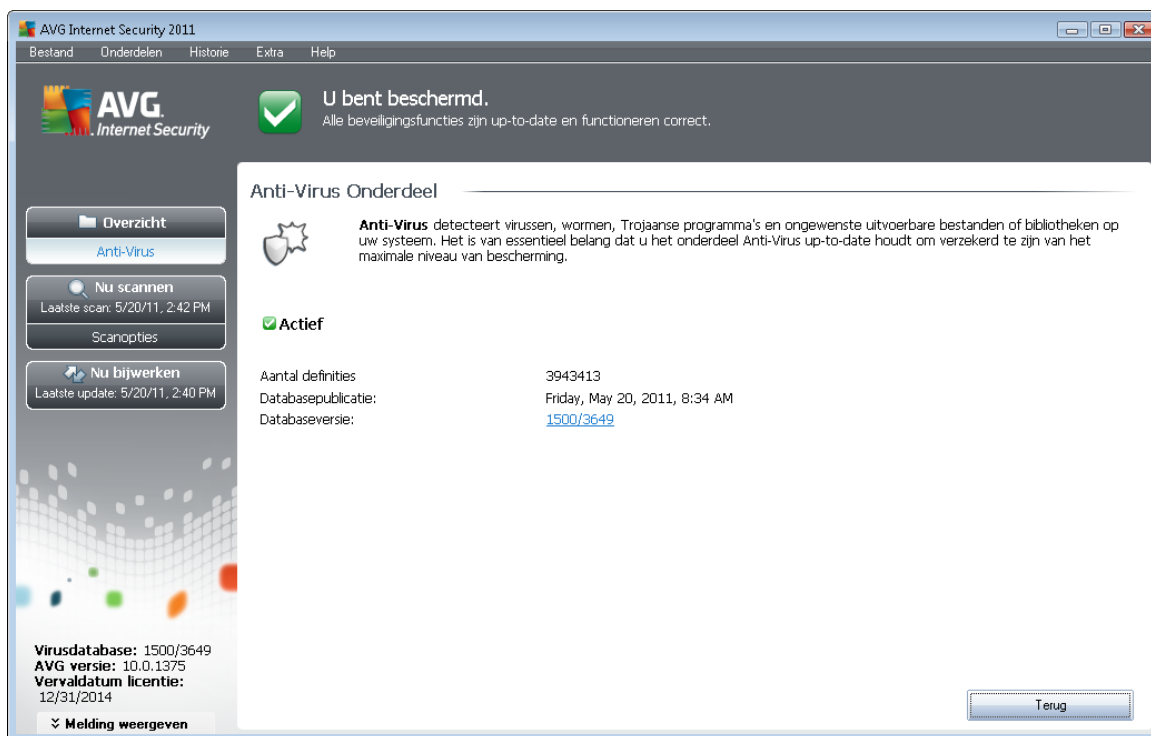 AVG Internet Security 2011
Bestand Onderdelen Historie Extra Help
AVG.
Internet Security
U bent beschermd.
Alle beveiligingsfuncties zijn up-to-date en functioneren correct.
Overzicht
Anti-Virus
Nu scannen
Laatste scan: 5/20/11, 2:42 PM
Scanopties
Nu bijwerken
Laatste update: 5/20/11, 2:40 PM
Virusdatabase: 1500/3649
AVG versie: 10.0.1375
Vervaldatum licentie:
12/31/2014
Melding weergeven
Anti-Virus Onderdeel
Anti-Virus detecteert virussen, wormen, Trojaanse programma's en ongewenste uitvoerbare bestanden of bibliotheken op
uw systeem. Het is van essentieel belang dat u het onderdeel Anti-Virus up-to-date houdt om verzekerd te zijn van het
maximale niveau van bescherming.
Actief
Aantal definities 3943413
Databasepublicatie: Friday, May 20, 2011, 8:34 AM
Databaseversie: 1500/3649
Terug